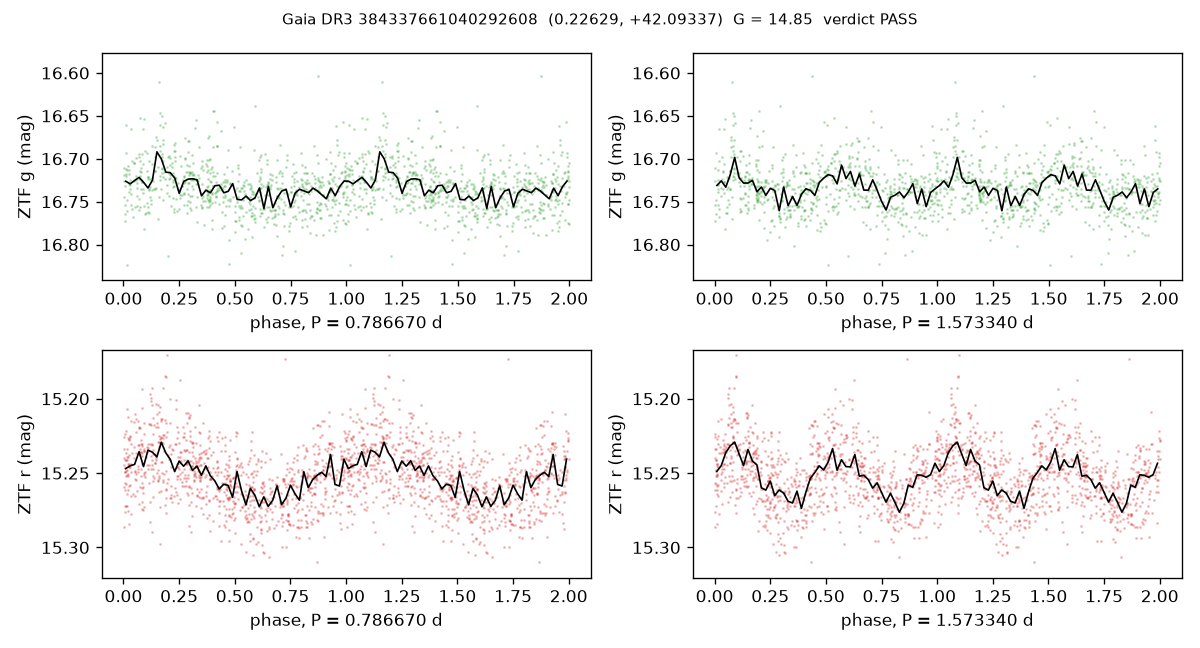 Gaia DR3 384337661040292608 (0.22629, +42.09337) G = 14.85 verdict PASS
ZTF g (mag)
16.60
16.65
16.70
16.75
16.80
0.00 0.25 0.50 0.75 1.00 1.25 1.50 1.75 2.00
phase, P = 0.786670 d
ZTF g (mag)
16.60
16.65
16.70
16.75
16.80
0.00 0.25 0.50 0.75 1.00 1.25 1.50 1.75 2.00
phase, P = 1.573340 d
ZTF r (mag)
15.20
15.25
15.30
0.00 0.25 0.50 0.75 1.00 1.25 1.50 1.75 2.00
phase, P = 0.786670 d
ZTF r (mag)
15.20
15.25
15.30
0.00 0.25 0.50 0.75 1.00 1.25 1.50 1.75 2.00
phase, P = 1.573340 d